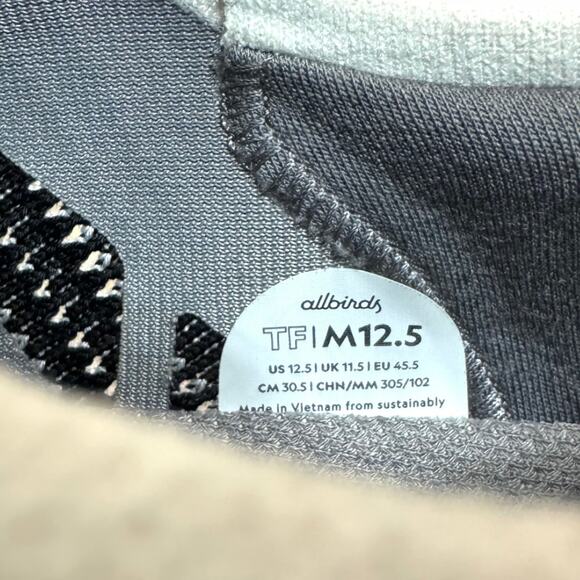 allbirds
TF|M12.5
US 12.5 | UK 11.5 | EU 45.5
CM 30.5 | CHN/MM 305/102
Made in Vietnam from sustainably